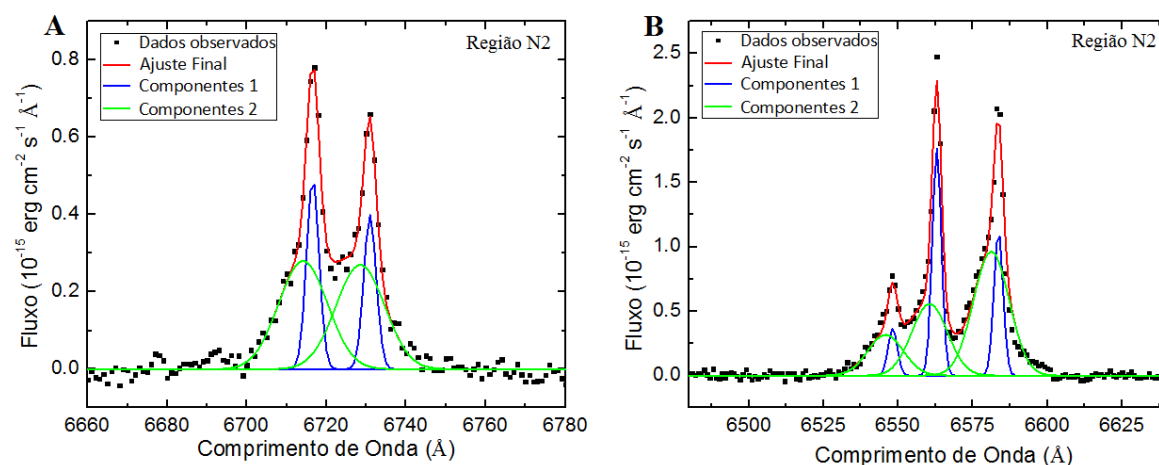 A
Dados observados
Ajuste Final
Componentes 1
Componentes 2
Região N2
Fluxo (10⁻¹⁵ erg cm⁻² s⁻¹ Å⁻¹)
0.8
0.6
0.4
0.2
0.0
6660 6680 6700 6720 6740 6760 6780
Comprimento de Onda (Å)
B
Dados observados
Ajuste Final
Componentes 1
Componentes 2
Região N2
Fluxo (10⁻¹⁵ erg cm⁻² s⁻¹ Å⁻¹)
2.5
2.0
1.5
1.0
0.5
0.0
6500 6525 6550 6575 6600 6625
Comprimento de Onda (Å)